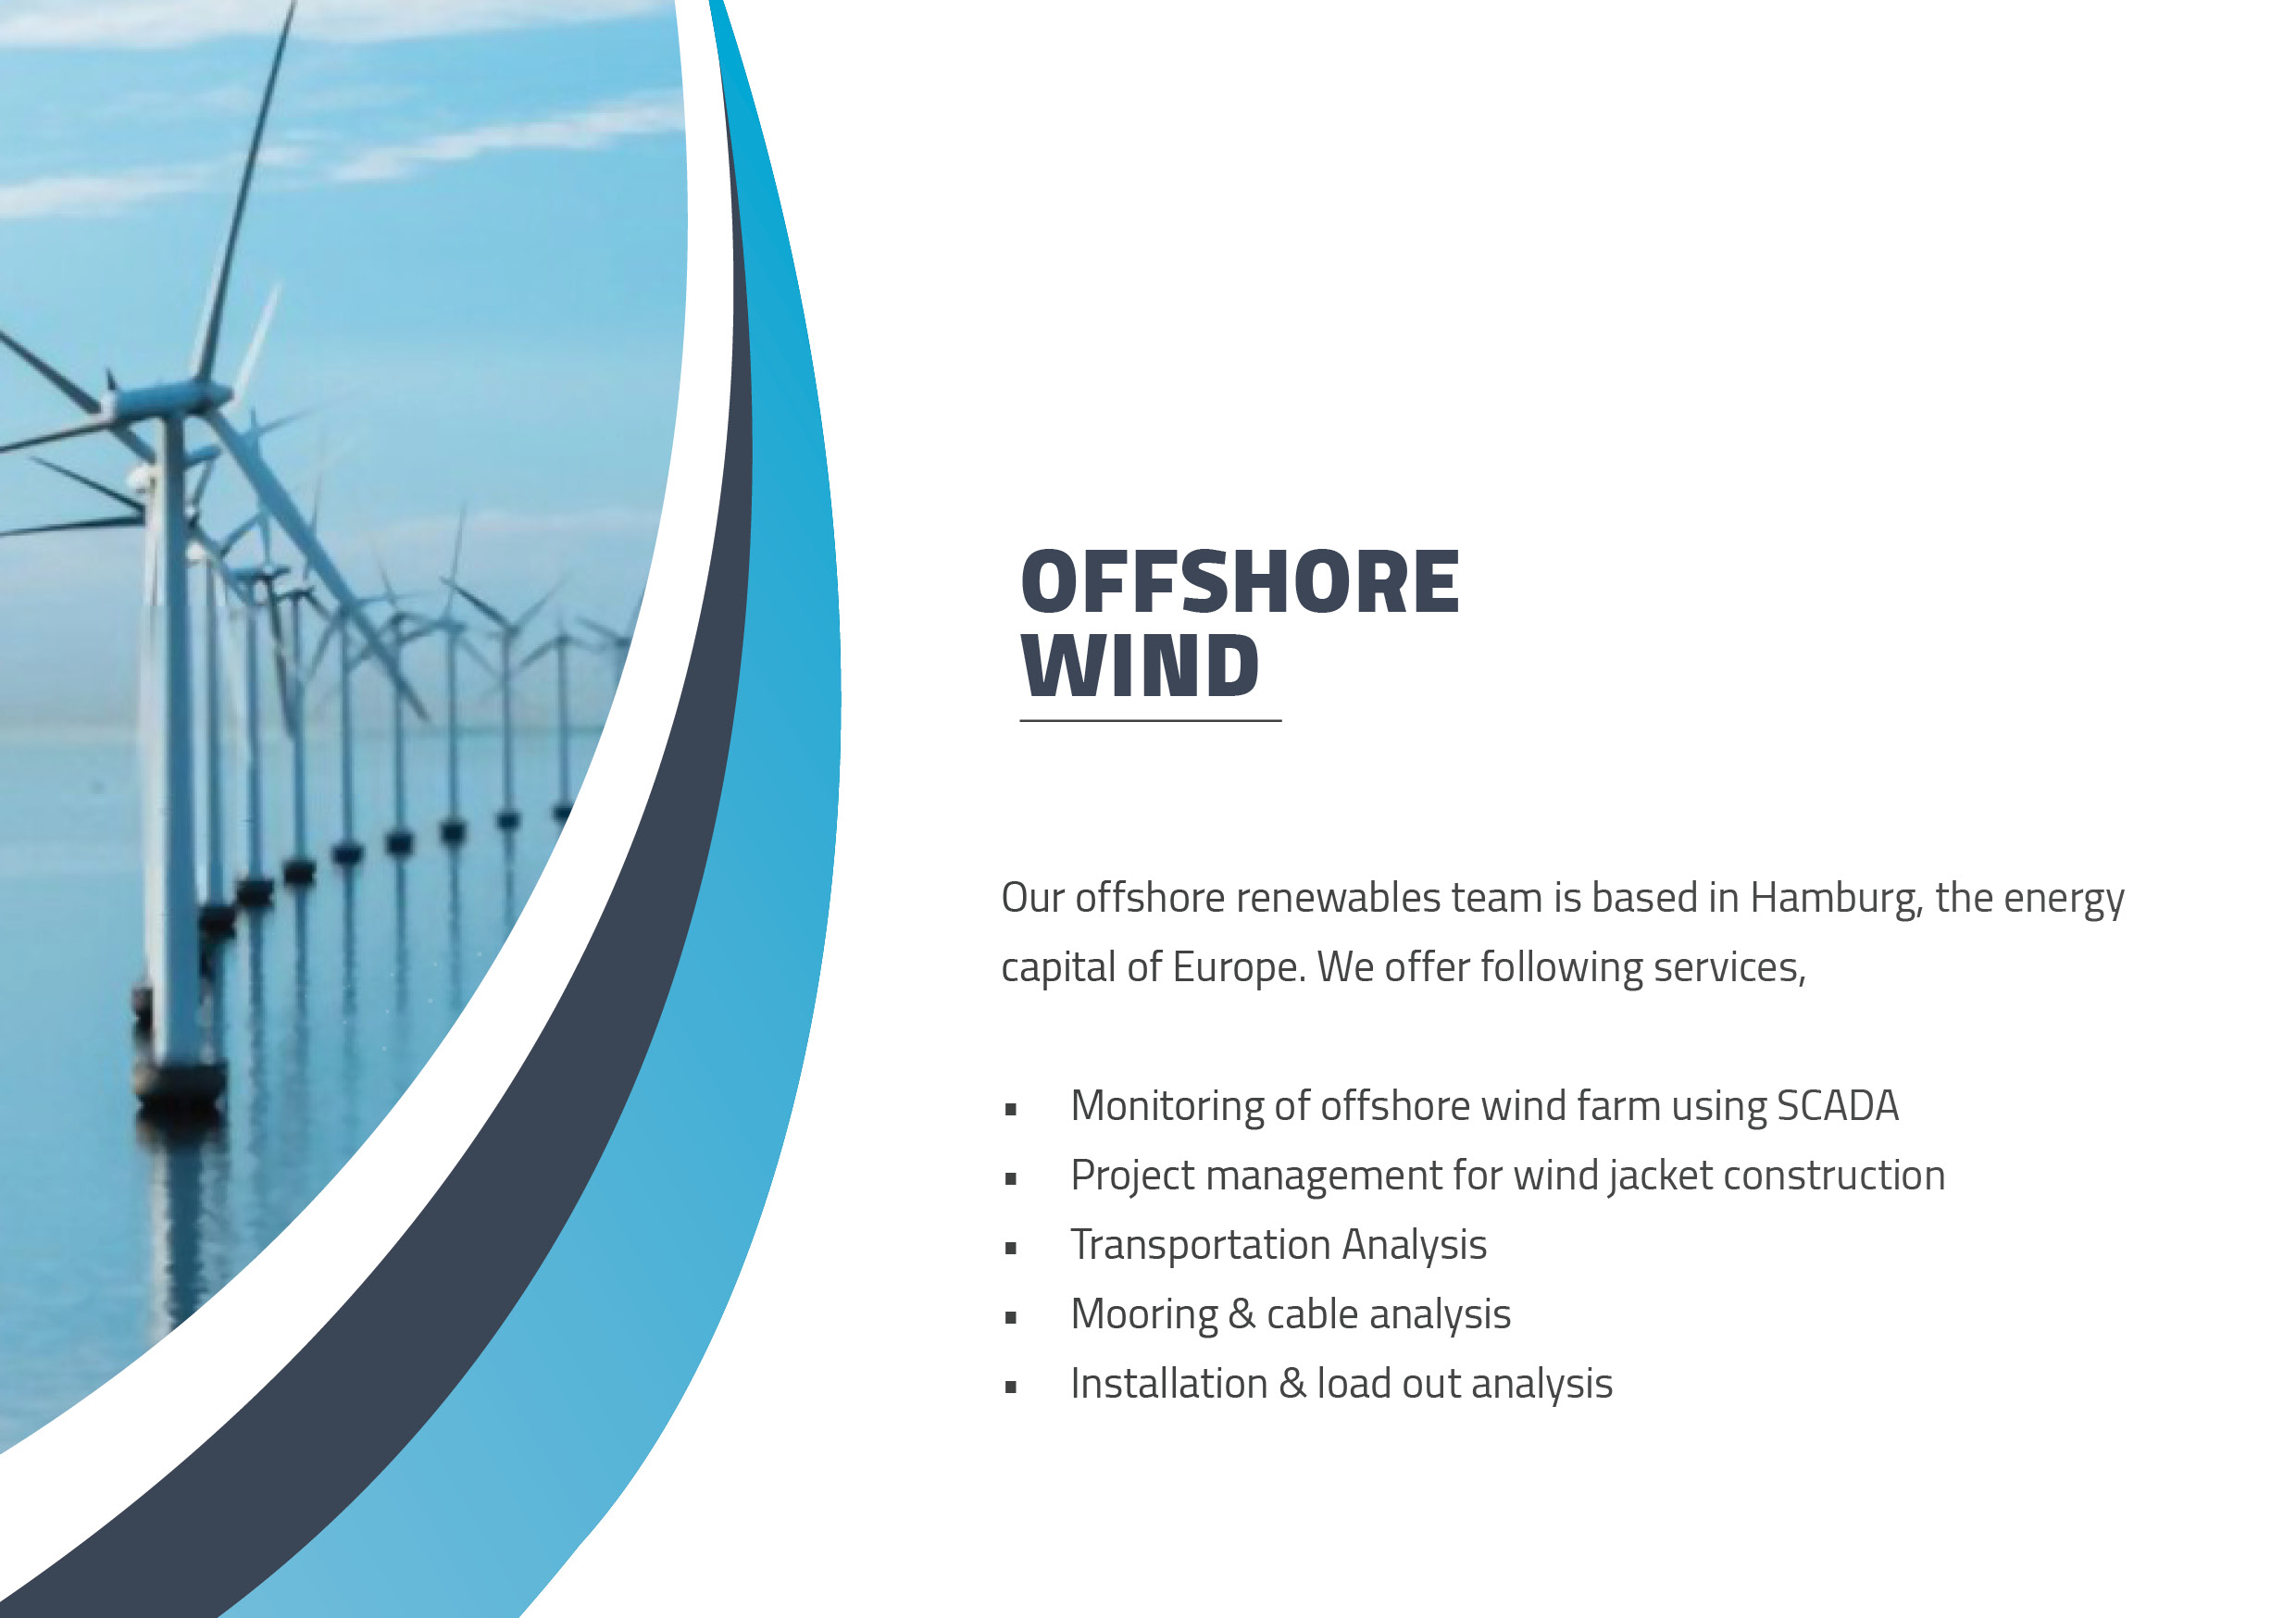 OFFSHORE
WIND
Our offshore renewables team is based in Hamburg, the energy
capital of Europe. We offer following services,
▪ Monitoring of offshore wind farm using SCADA
▪ Project management for wind jacket construction
▪ Transportation Analysis
▪ Mooring & cable analysis
▪ Installation & load out analysis